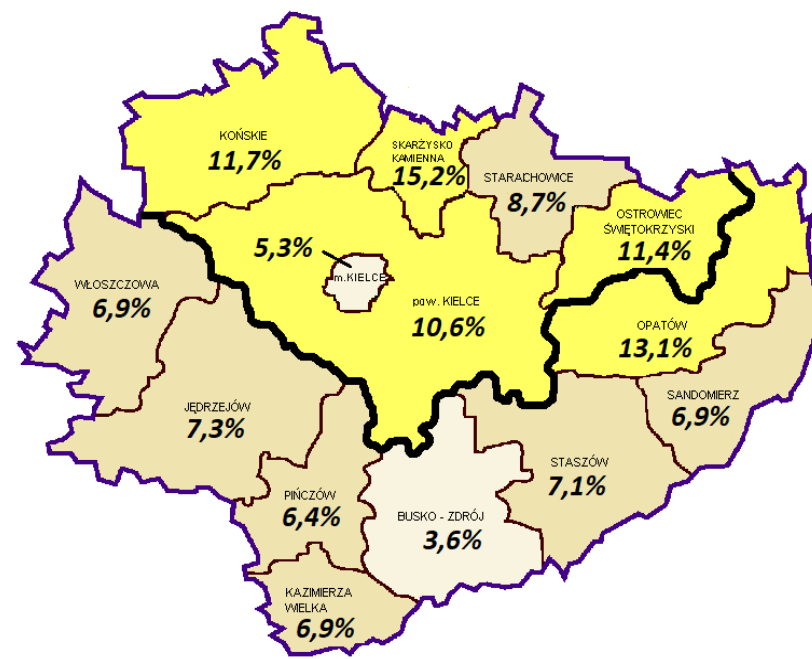 KOŃSKIE
11,7%
SKARŻYSKO
KAMIENNA
15,2%
STARACHOWICE
8,7%
OSTROWIEC
ŚWIĘTOKRZYSKI
11,4%
5,3%
m.KIELCE
WŁOSZCZOWA
6,9%
pow. KIELCE
10,6%
OPATÓW
13,1%
SANDOMIERZ
6,9%
JĘDRZEJÓW
7,3%
STASZÓW
7,1%
PIŃCZÓW
6,4%
BUSKO - ZDRÓJ
3,6%
KAZIMIERZA
WIELKA
6,9%